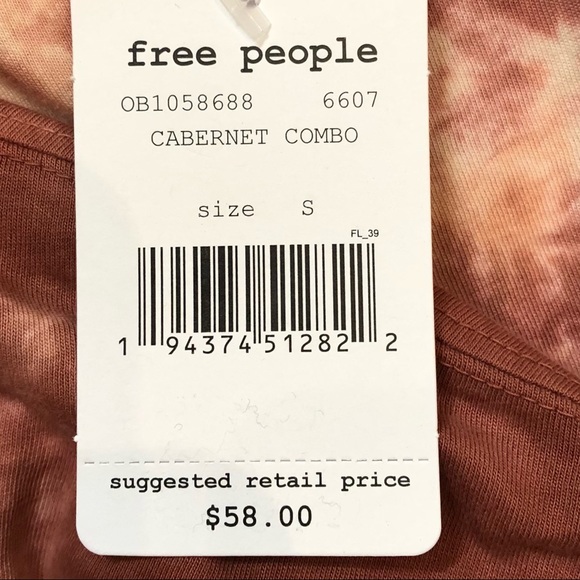 free people
OB1058688 6607
CABERNET COMBO
size S
FL_39
1 94374 51282 2
suggested retail price
$58.00